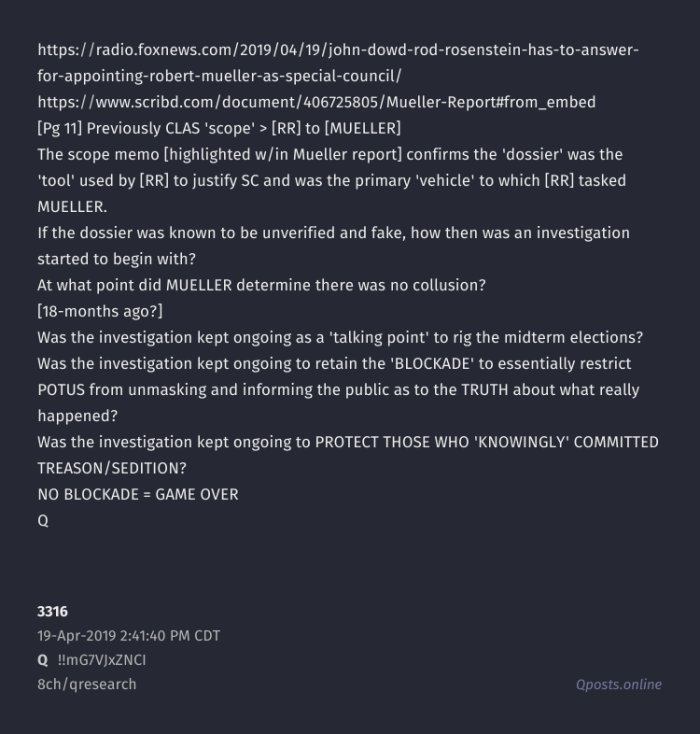 https://radio.foxnews.com/2019/04/19/john-dowd-rod-rosenstein-has-to-answer-
for-appointing-robert-mueller-as-special-council/
https://www.scribd.com/document/406725805/Mueller-Report#from_embed
[Pg 11] Previously CLAS 'scope' > [RR] to [MUELLER]
The scope memo [highlighted w/in Mueller report] confirms the 'dossier' was the
'tool' used by [RR] to justify SC and was the primary 'vehicle' to which [RR] tasked
MUELLER.
If the dossier was known to be unverified and fake, how then was an investigation
started to begin with?
At what point did MUELLER determine there was no collusion?
[18-months ago?]
Was the investigation kept ongoing as a 'talking point' to rig the midterm elections?
Was the investigation kept ongoing to retain the 'BLOCKADE' to essentially restrict
POTUS from unmasking and informing the public as to the TRUTH about what really
happened?
Was the investigation kept ongoing to PROTECT THOSE WHO 'KNOWINGLY' COMMITTED
TREASON/SEDITION?
NO BLOCKADE = GAME OVER
Q
3316
19-Apr-2019 2:41:40 PM CDT
Q !!mG7VJxZNCI
8ch/qresearch
Qposts.online